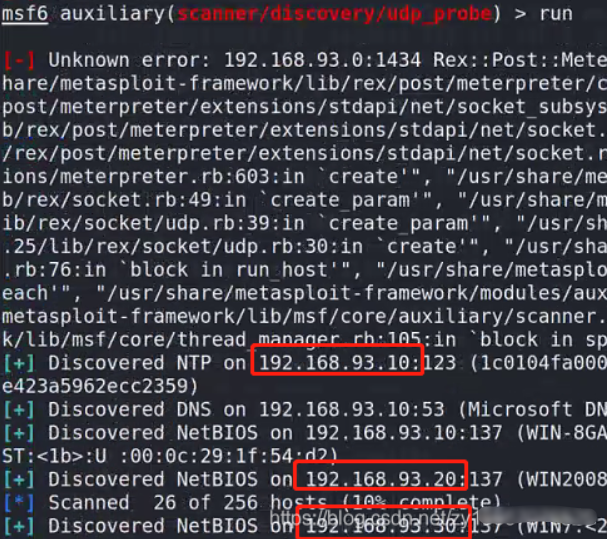 msf6 auxiliary(scanner/discovery/udp_probe) > run
[-] Unknown error: 192.168.93.0:1434 Rex::Post::Mete
hare/metasploit-framework/lib/rex/post/meterpreter/c
post/meterpreter/extensions/stdapi/net/socket_subsys
b/rex/post/meterpreter/extensions/stdapi/net/socket.
/rex/post/meterpreter/extensions/stdapi/net/socket.r
ions/meterpreter.rb:603:in `create'", "/usr/share/me
b/rex/socket.rb:49:in `create_param'", "/usr/share/m
ib/rex/socket/udp.rb:39:in `create_param'", "/usr/sh
.25/lib/rex/socket/udp.rb:30:in `create'", "/usr/sha
.rb:76:in `block in run_host'", "/usr/share/metasplo
each'", "/usr/share/metasploit-framework/modules/aux
metasploit-framework/lib/msf/core/auxiliary/scanner.
k/lib/msf/core/thread_manager.rb:105:in `block in sp
[+] Discovered NTP on 192.168.93.10:123 (1c0104fa000
e423a5962ecc2359)
[+] Discovered DNS on 192.168.93.10:53 (Microsoft DN
[+] Discovered NetBIOS on 192.168.93.10:137 (WIN-8GA
ST:<1b>:U :00:0c:29:1f:54:d2)
[+] Discovered NetBIOS on 192.168.93.20:137 (WIN2008
[*] Scanned 26 of 256 hosts (10% complete)
[+] Discovered NetBIOS on 192.168.93.30:137 (WIN7:<2
https://blog.csdn.net/zy